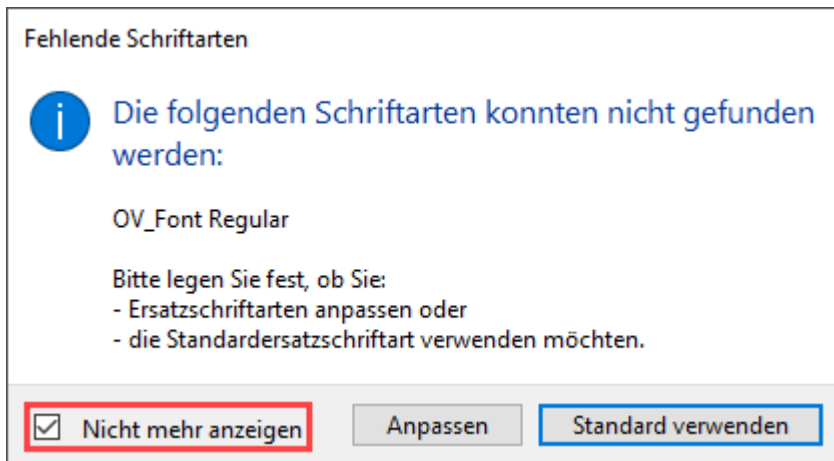 Fehlende Schriftarten
Die folgenden Schriftarten konnten nicht gefunden
werden:
OV_Font Regular
Bitte legen Sie fest, ob Sie:
- Ersatzschriftarten anpassen oder
- die Standardersatzschriftart verwenden möchten.
Nicht mehr anzeigen Anpassen Standard verwenden